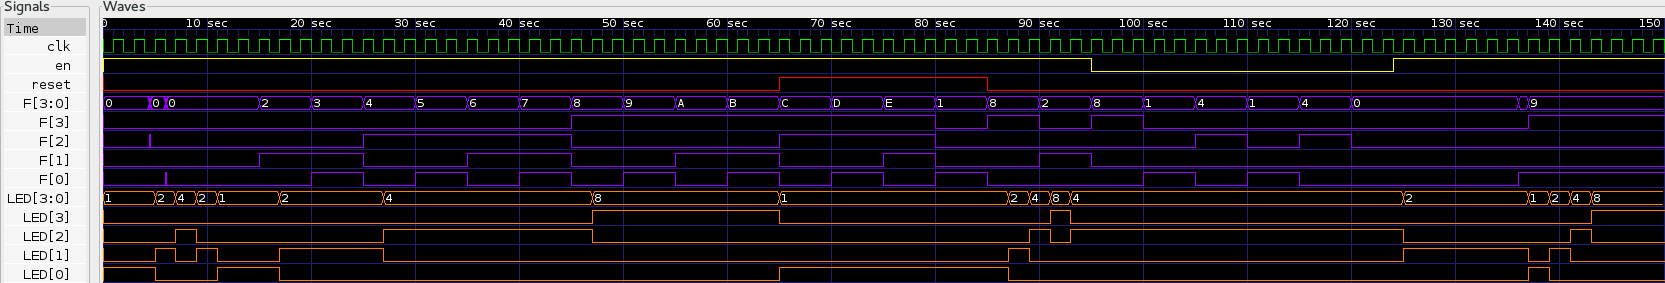 Signals Waves
Time 0 10 sec 20 sec 30 sec 40 sec 50 sec 60 sec 70 sec 80 sec 90 sec 100 sec 110 sec 120 sec 130 sec 140 sec 150
clk
en
reset
F[3:0] 0 0 0 2 3 4 5 6 7 8 9 A B C D E 1 8 2 8 1 4 1 4 0 9
F[3]
F[2]
F[1]
F[0]
LED[3:0] 1 2 4 2 1 2 4 8 1 2 4 8 4 2 1 2 4 8
LED[3]
LED[2]
LED[1]
LED[0]